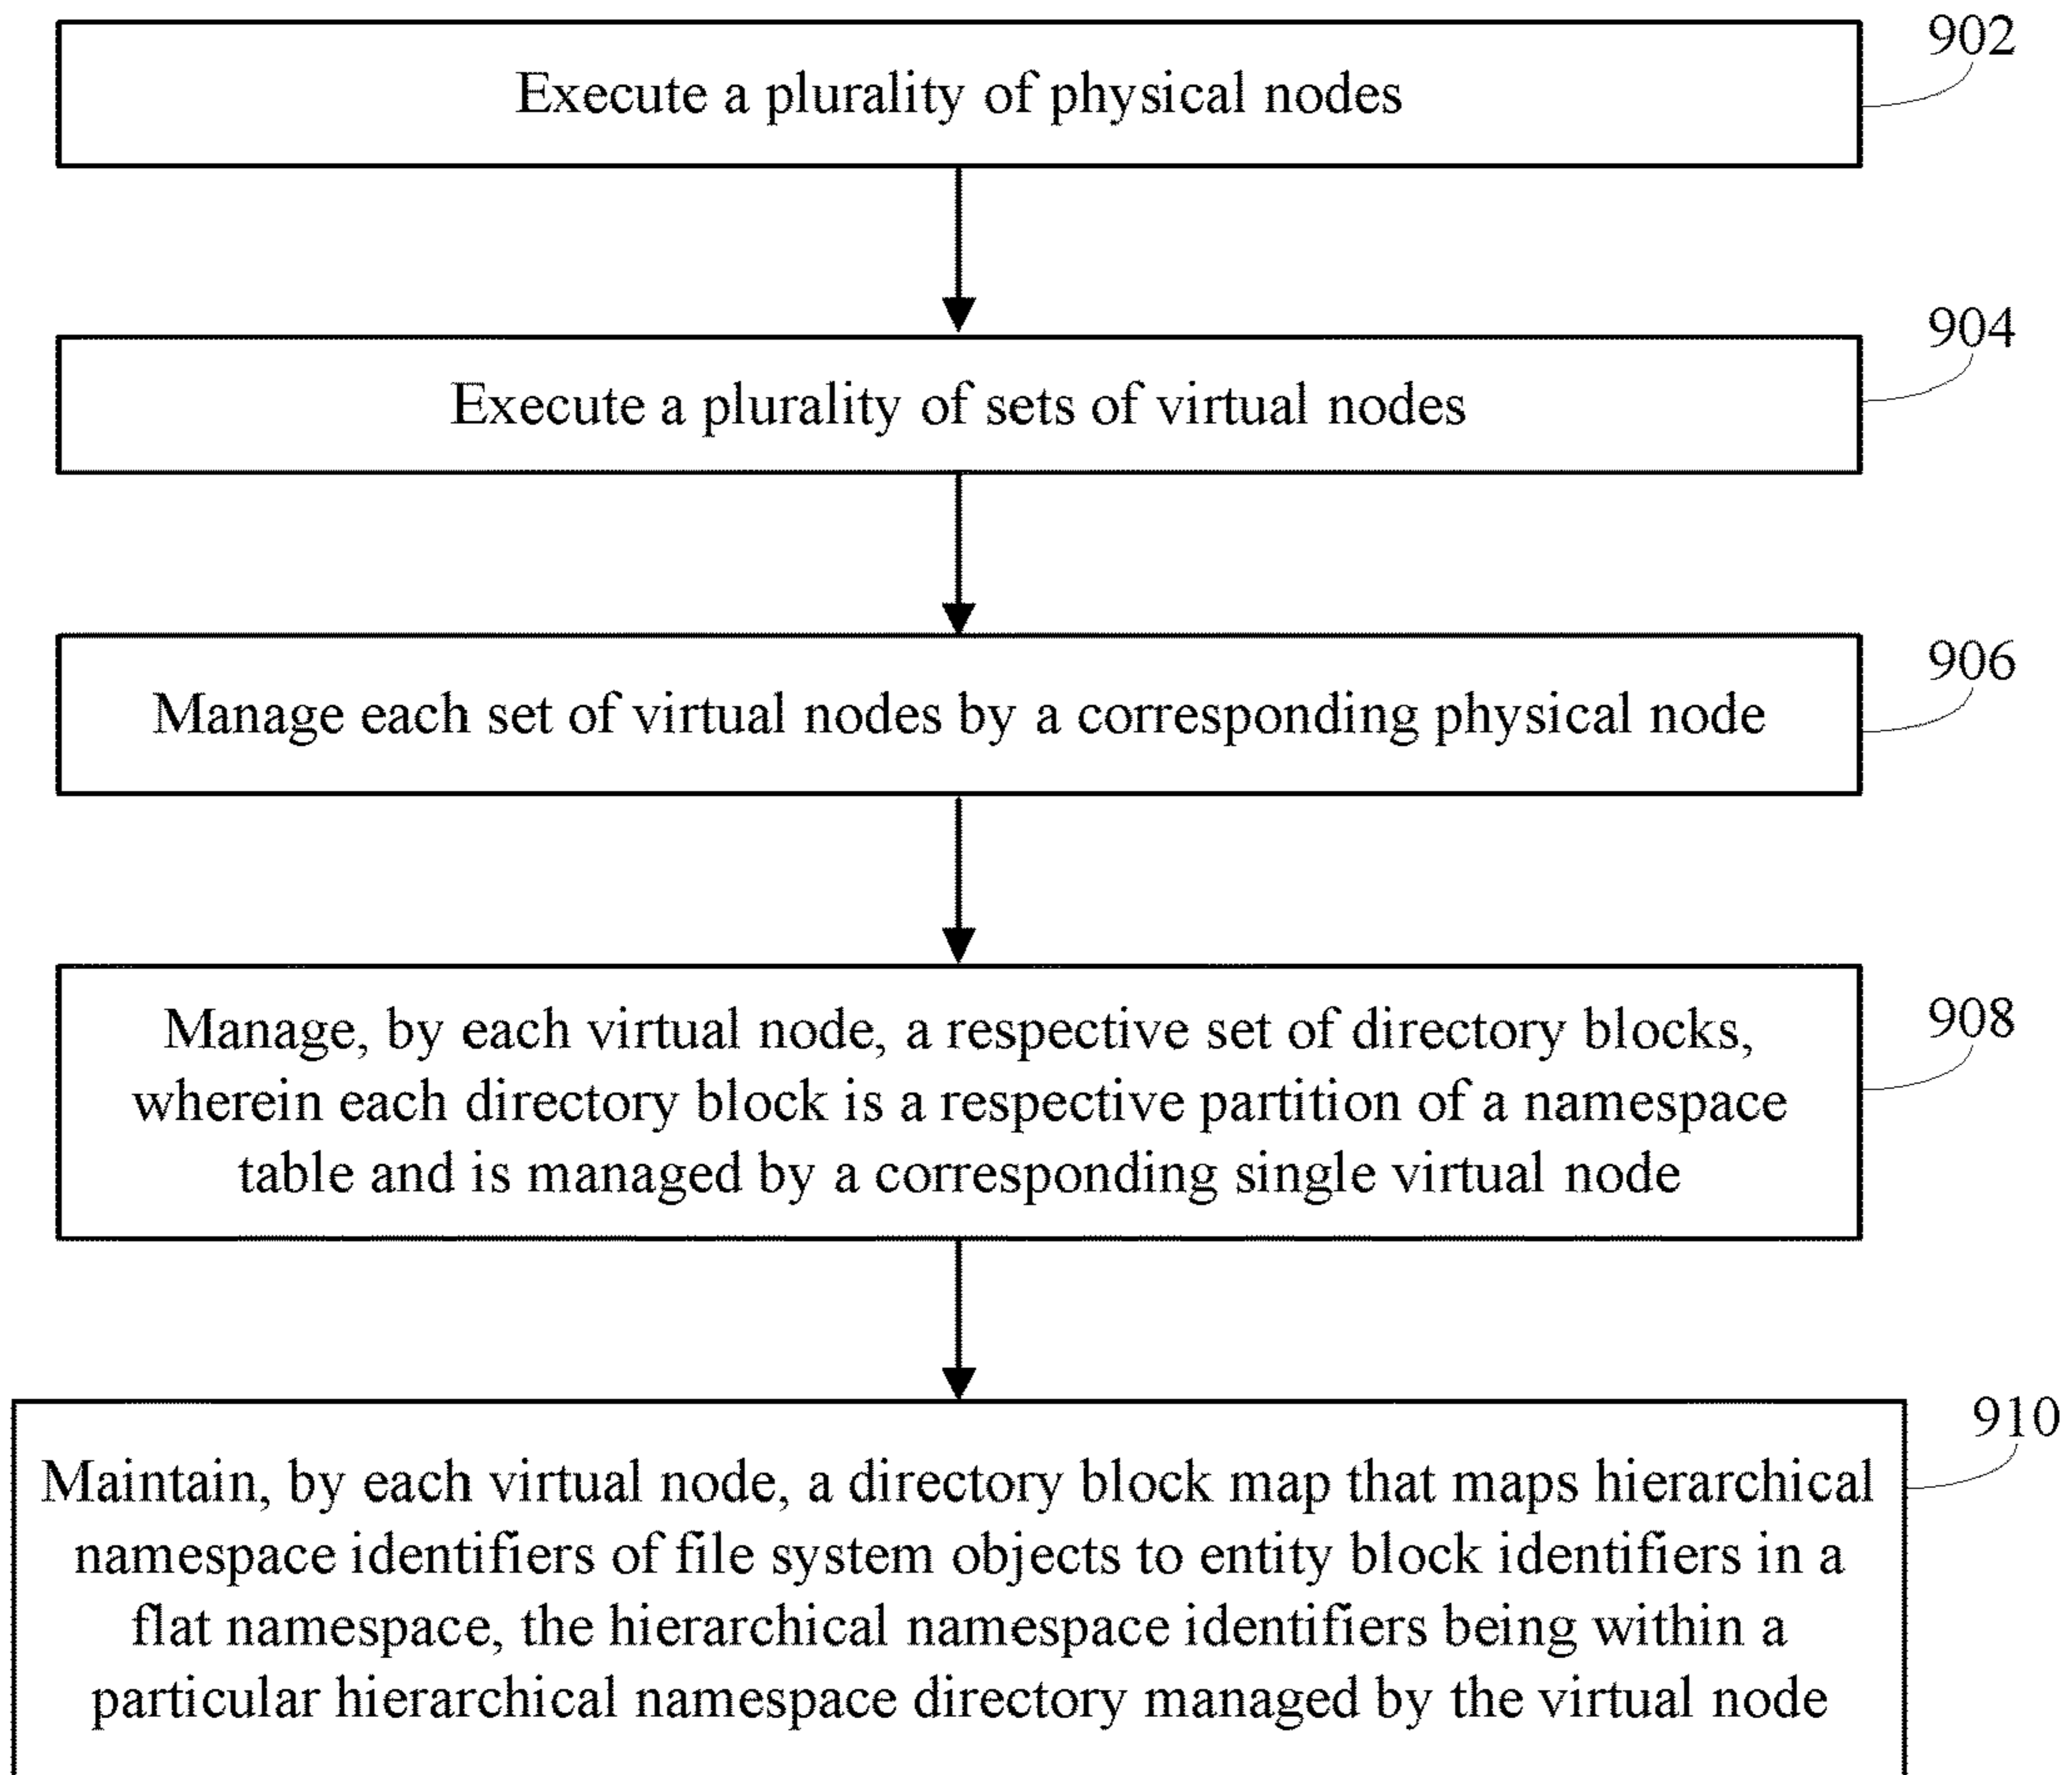 902
Execute a plurality of physical nodes
904
Execute a plurality of sets of virtual nodes
906
Manage each set of virtual nodes by a corresponding physical node
908
Manage, by each virtual node, a respective set of directory blocks,
wherein each directory block is a respective partition of a namespace
table and is managed by a corresponding single virtual node
910
Maintain, by each virtual node, a directory block map that maps hierarchical
namespace identifiers of file system objects to entity block identifiers in a
flat namespace, the hierarchical namespace identifiers being within a
particular hierarchical namespace directory managed by the virtual node